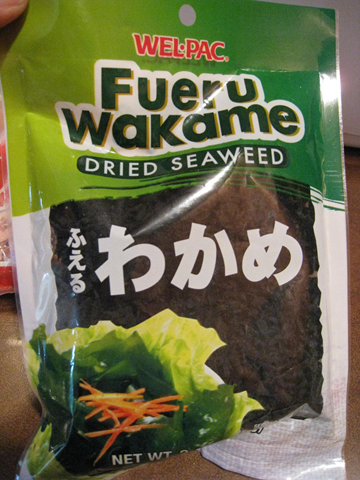 WEL-PAC
Fueru
Wakame
DRIED SEAWEED
ふえる
わかめ
NET WT